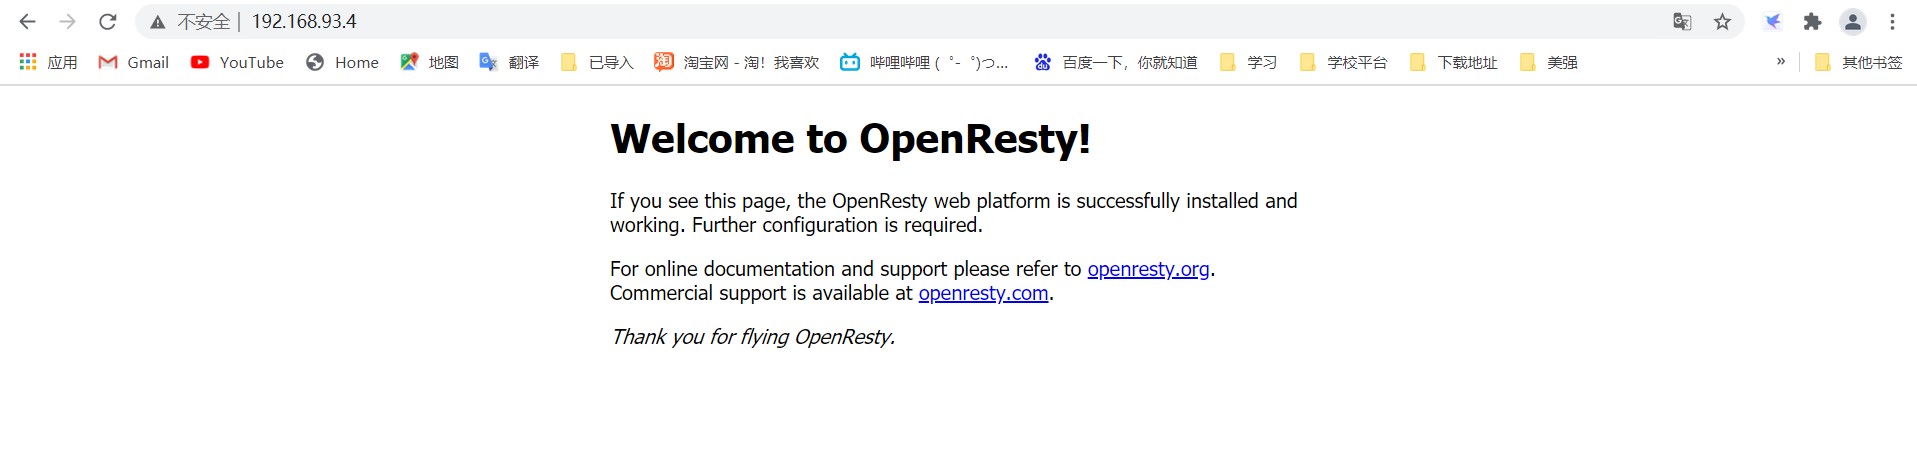 不安全 | 192.168.93.4
应用 Gmail YouTube Home 地图 翻译 已导入 淘宝网 - 淘！我喜欢 哔哩哔哩 ( ゜- ゜)つ... 百度一下，你就知道 学习 学校平台 下载地址 美强 » 其他书签
Welcome to OpenResty!
If you see this page, the OpenResty web platform is successfully installed and
working. Further configuration is required.
For online documentation and support please refer to openresty.org.
Commercial support is available at openresty.com.
Thank you for flying OpenResty.